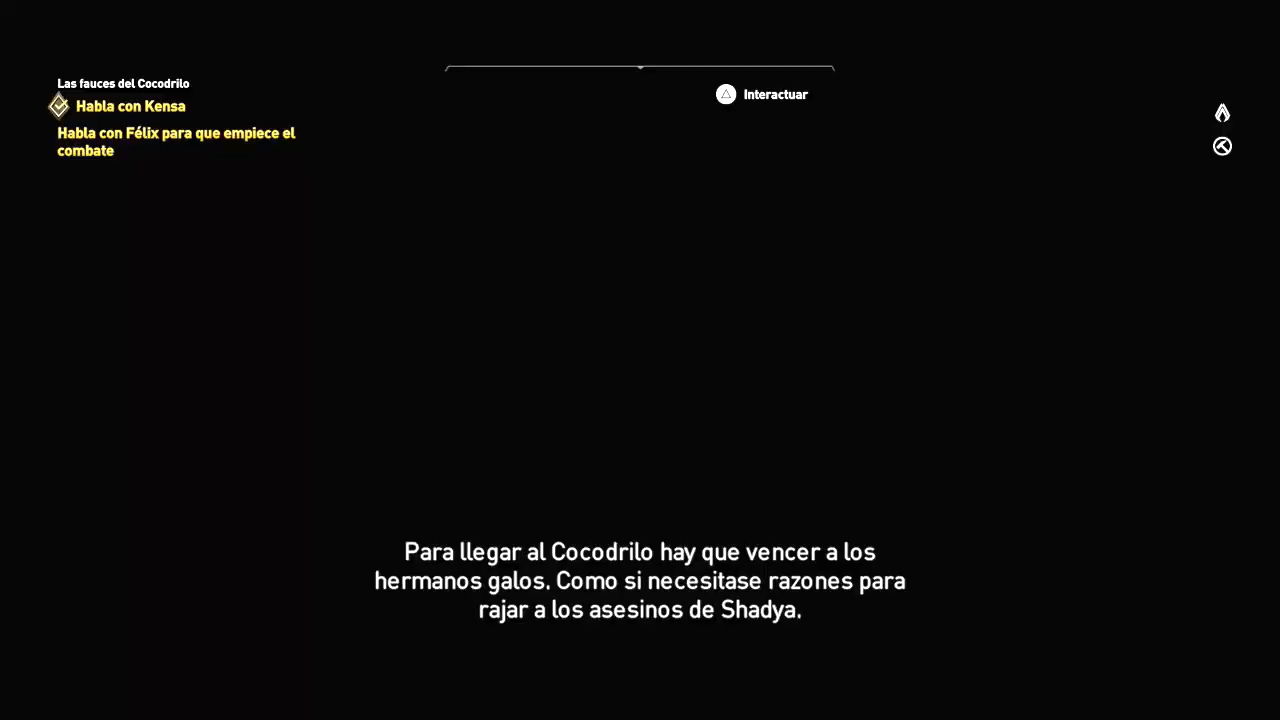 Las fauces del Cocodrilo
Habla con Kensa
Interactuar
Habla con Félix para que empiece el
combate
Para llegar al Cocodrilo hay que vencer a los
hermanos galos. Como si necesitase razones para
rajar a los asesinos de Shadya.